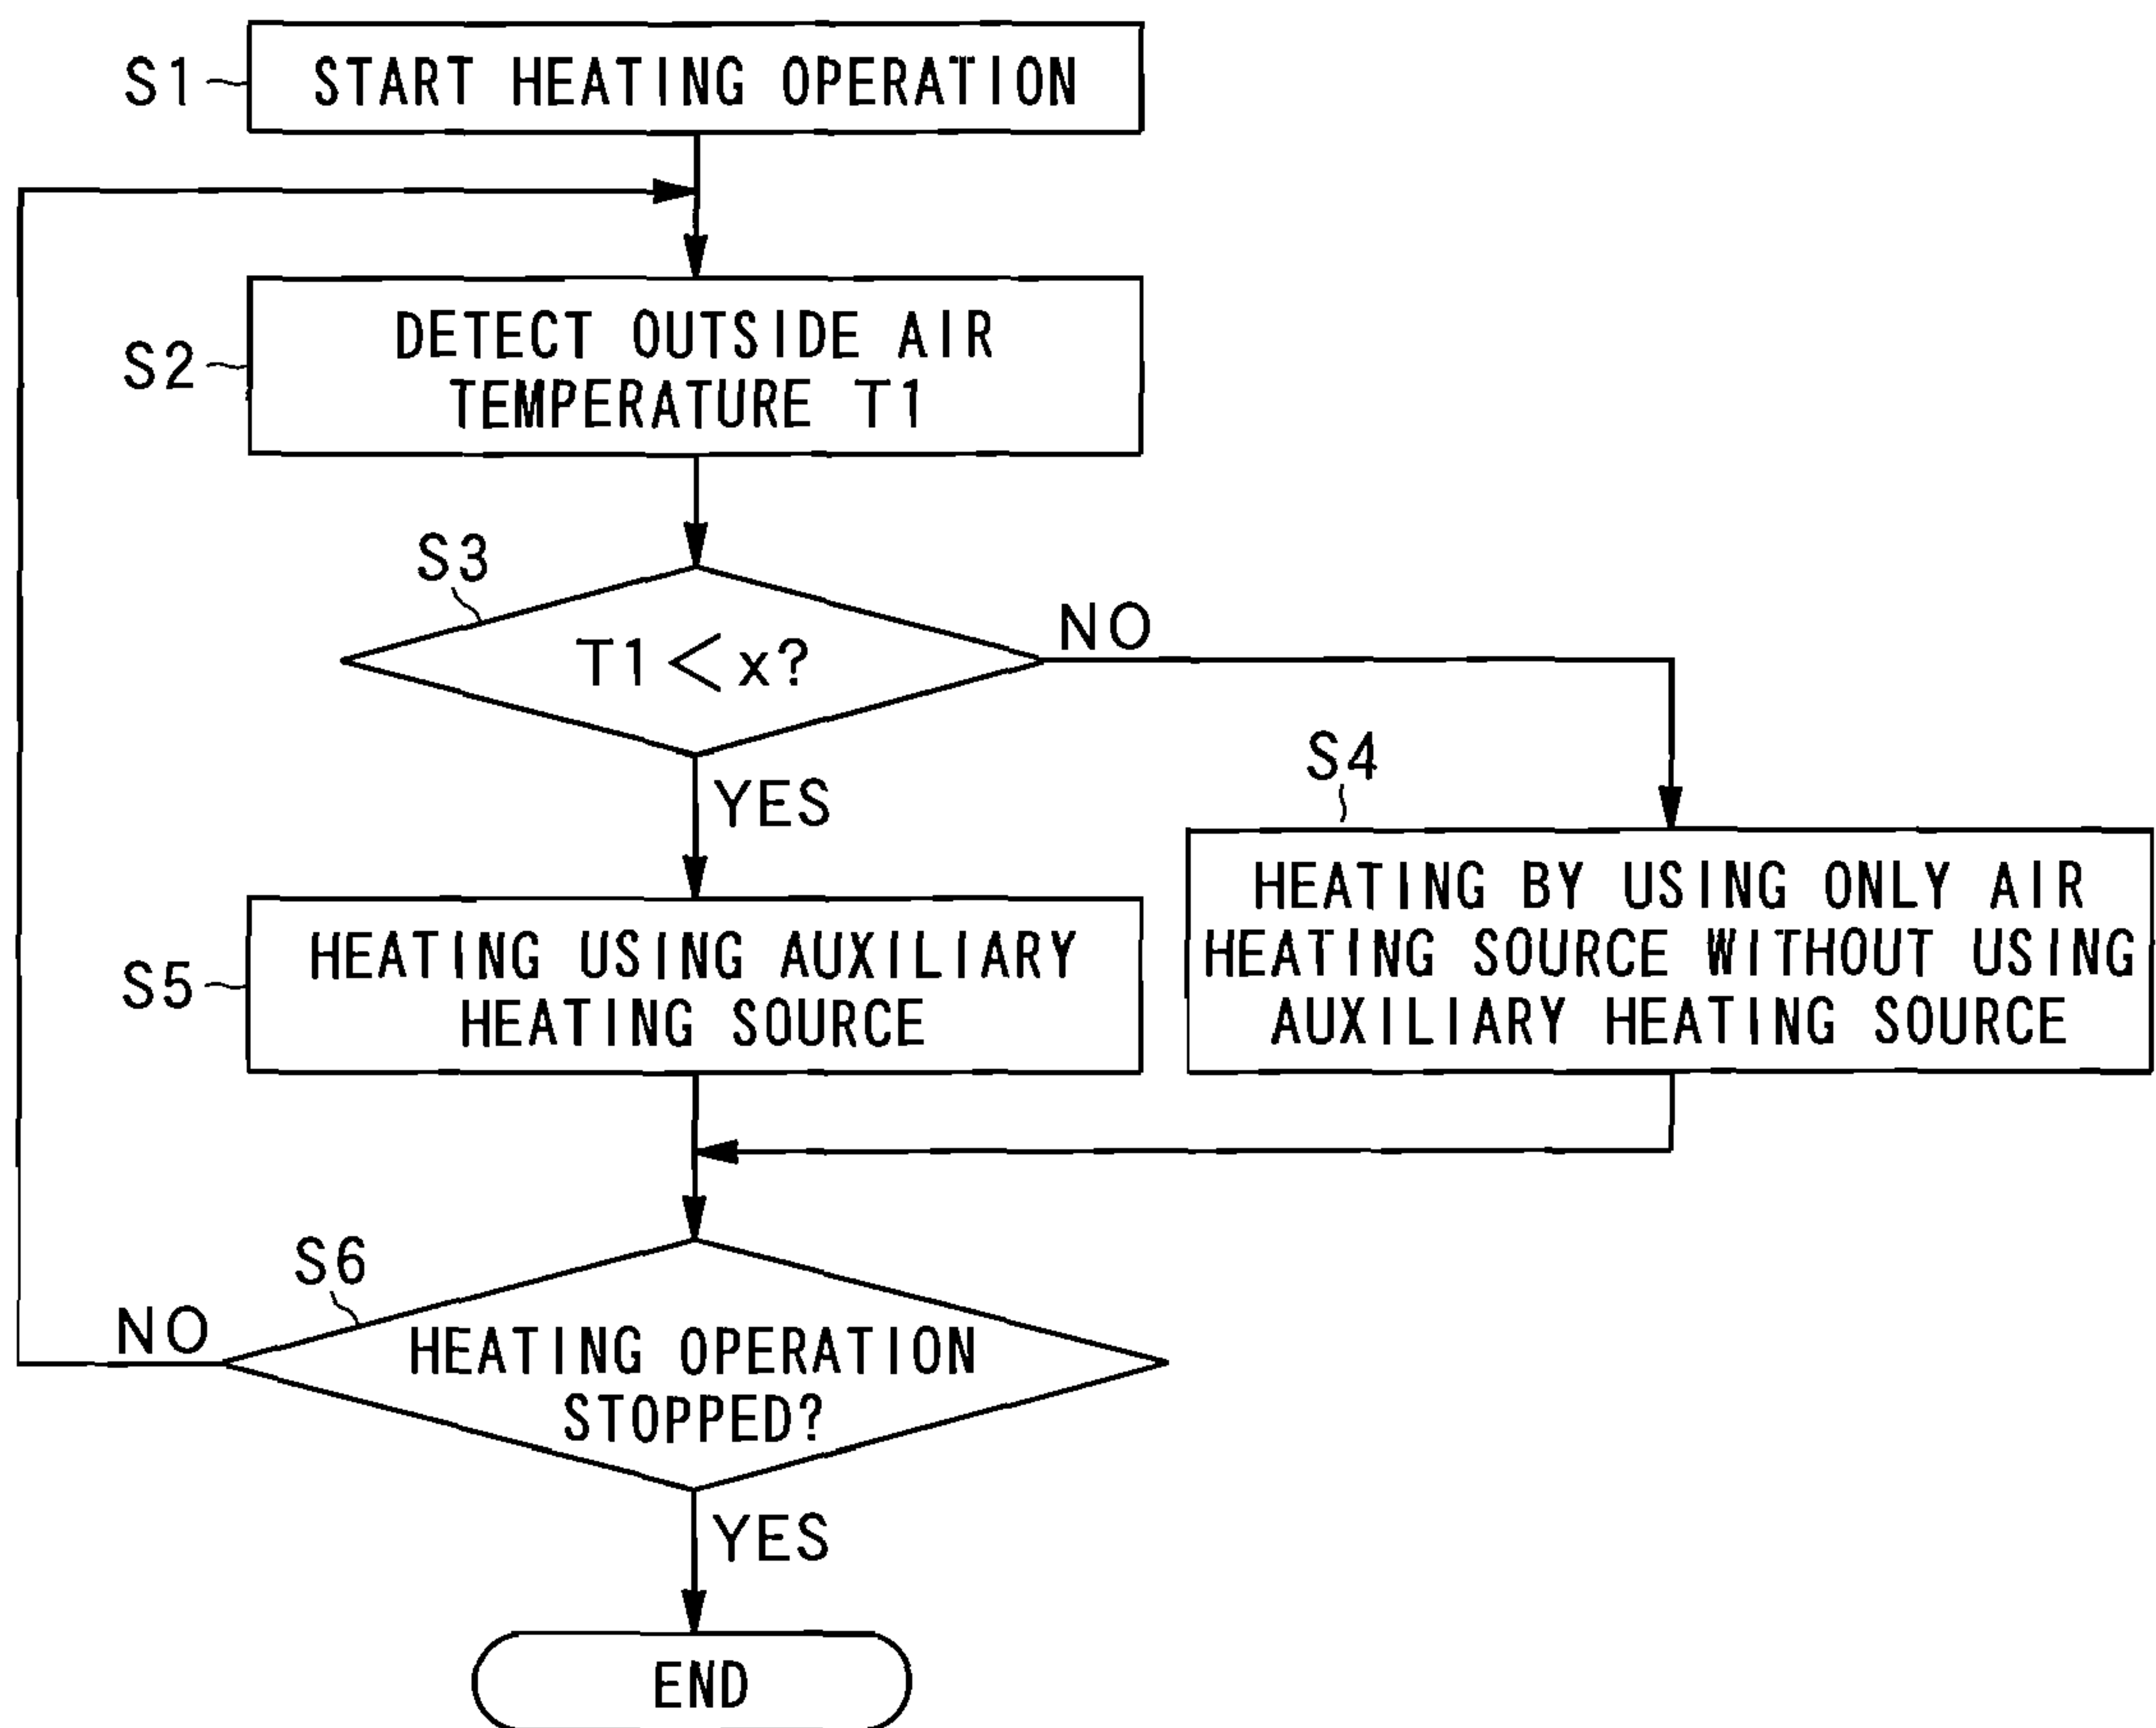 S1
START HEATING OPERATION
S2
DETECT OUTSIDE AIR
TEMPERATURE T1
S3
T1<x?
NO
YES
S4
HEATING BY USING ONLY AIR
HEATING SOURCE WITHOUT USING
AUXILIARY HEATING SOURCE
S5
HEATING USING AUXILIARY
HEATING SOURCE
S6
NO
HEATING OPERATION
STOPPED?
YES
END